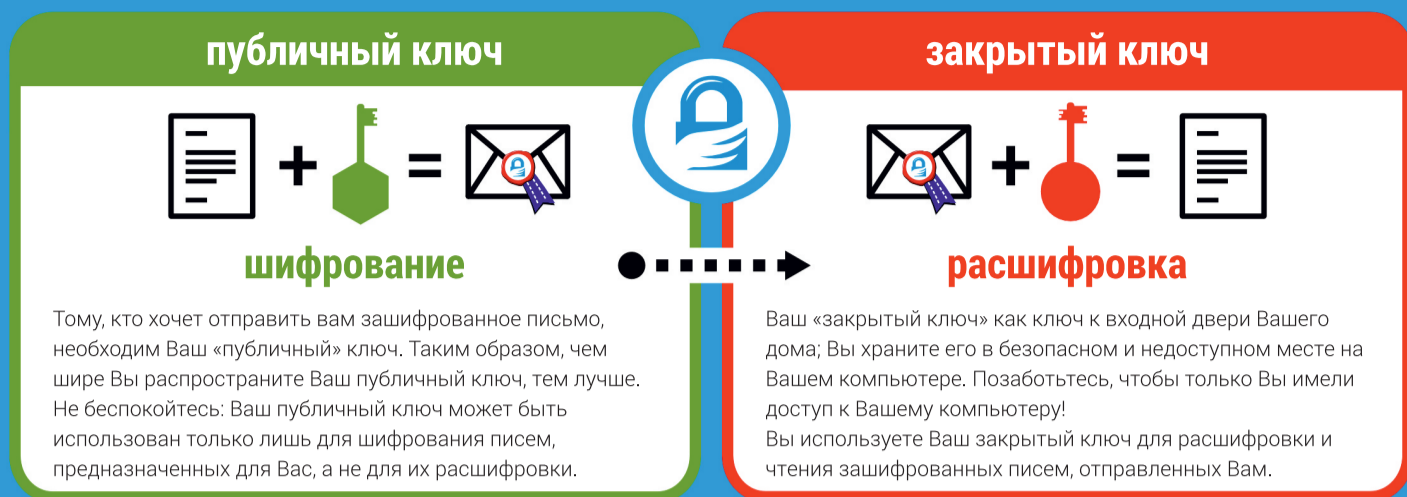 публичный ключ
шифрование
Тому, кто хочет отправить вам зашифрованное письмо,
необходим Ваш «публичный» ключ. Таким образом, чем
шире Вы распространите Ваш публичный ключ, тем лучше.
Не беспокойтесь: Ваш публичный ключ может быть
использован только лишь для шифрования писем,
предназначенных для Вас, а не для их расшифровки.
закрытый ключ
расшифровка
Ваш «закрытый ключ» как ключ к входной двери Вашего
дома; Вы храните его в безопасном и недоступном месте на
Вашем компьютере. Позаботьтесь, чтобы только Вы имели
доступ к Вашему компьютеру!
Вы используете Ваш закрытый ключ для расшифровки и
чтения зашифрованных писем, отправленных Вам.